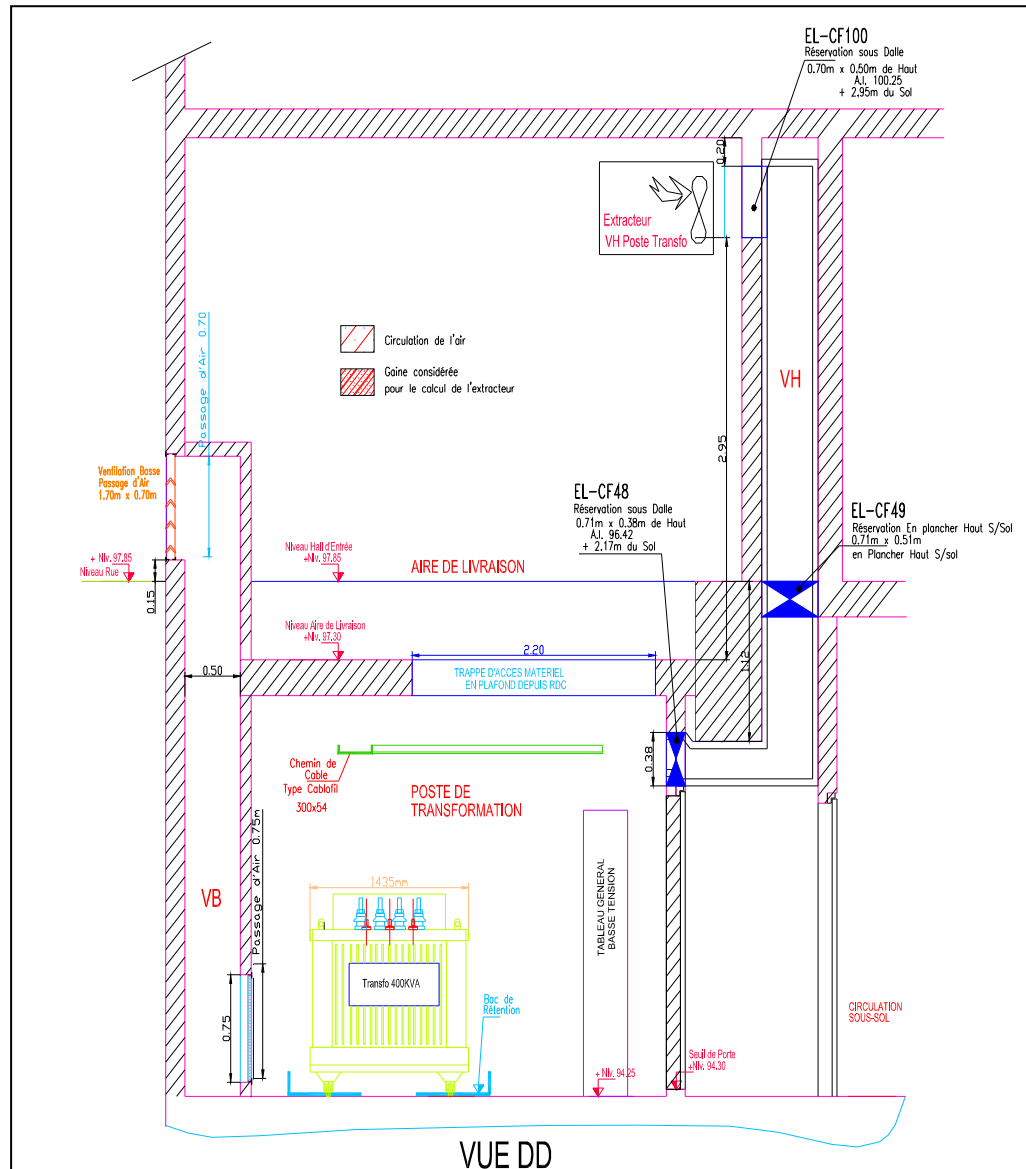 EL-CF100
Réservation sous Dalle
0.70m x 0.50m de Haut
A.I. 100.25
+ 2.95m du Sol
0.20
Extracteur
VH Poste Transfo
Passage d'Air 0.70
Circulation de l'air
Gaine considérée
pour le calcul de l'extracteur
VH
2.95
Ventilation Basse
Passage d'Air
1.70m x 0.70m
EL-CF48
Réservation sous Dalle
0.71m x 0.38m de Haut
A.I. 96.42
+ 2.17m du Sol
EL-CF49
Réservation En plancher Haut S/Sol
0.71m x 0.51m
en Plancher Haut S/sol
+ Nlv. 97.85
Niveau Rue
Niveau Hall d'Entrée
+Nlv. 97.85
AIRE DE LIVRAISON
0.15
Niveau Aire de Livraison
+Nlv. 97.30
2.20
1.12
0.50
TRAPPE D'ACCES MATERIEL
EN PLAFOND DEPUIS RDC
0.38
Chemin de
Cable
Type Cablofil
300x54
POSTE DE
TRANSFORMATION
Passage d'Air 0.75m
VB
1435mm
TABLEAU GENERAL
BASSE TENSION
Transfo 400KVA
0.75
Bac de
Rétention
CIRCULATION
SOUS-SOL
Seuil de Porte
+Nlv. 94.30
+ Nlv. 94.25
VUE DD